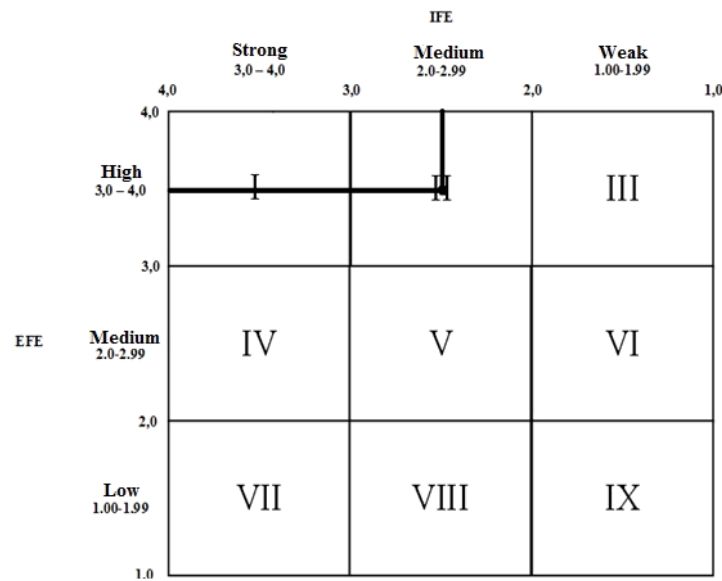 IFE
Strong Medium Weak
3,0 – 4,0 2.0-2.99 1.00-1.99
4,0 3,0 2,0 1,0
4,0
High I II III
3,0 – 4,0
3,0
EFE Medium IV V VI
2.0-2.99
2,0
Low VII VIII IX
1.00-1.99
1,0